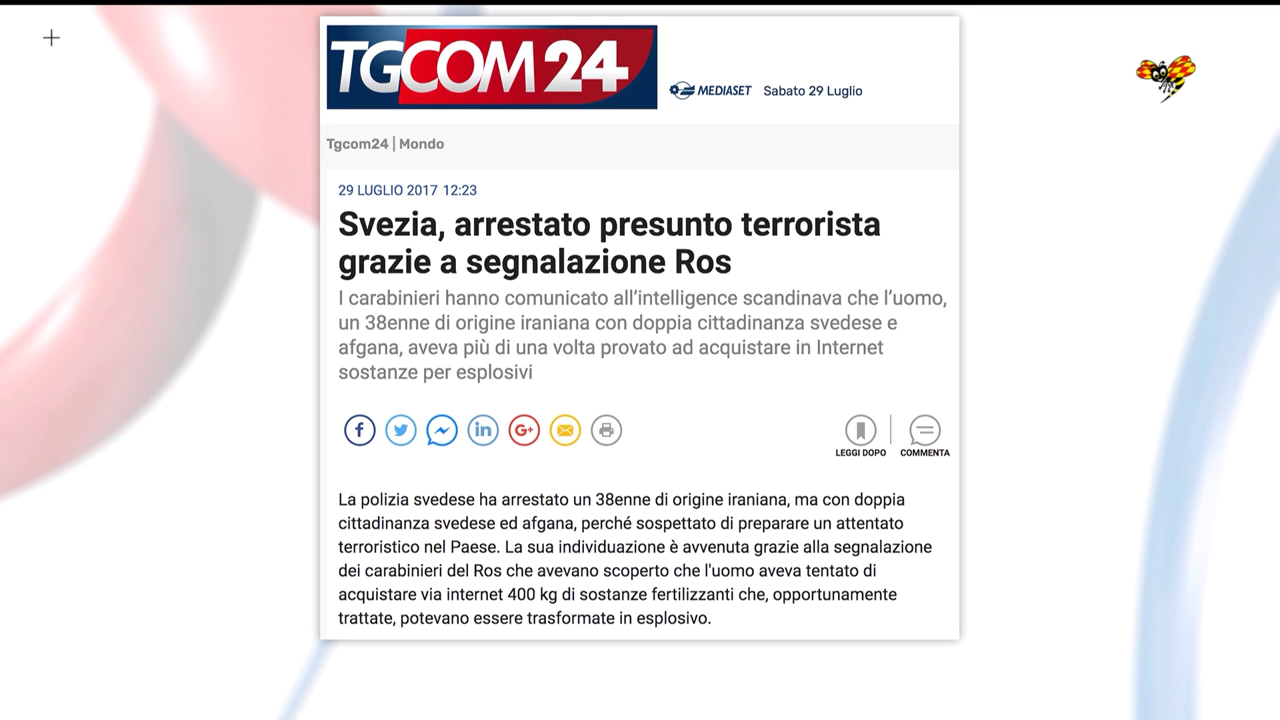 TGCOM24
MEDIASET Sabato 29 Luglio
Tgcom24 | Mondo
29 LUGLIO 2017 12:23
Svezia, arrestato presunto terrorista
grazie a segnalazione Ros
I carabinieri hanno comunicato all’intelligence scandinava che l’uomo,
un 38enne di origine iraniana con doppia cittadinanza svedese e
afgana, aveva più di una volta provato ad acquistare in Internet
sostanze per esplosivi
LEGGI DOPO COMMENTA
La polizia svedese ha arrestato un 38enne di origine iraniana, ma con doppia
cittadinanza svedese ed afgana, perché sospettato di preparare un attentato
terroristico nel Paese. La sua individuazione è avvenuta grazie alla segnalazione
dei carabinieri del Ros che avevano scoperto che l'uomo aveva tentato di
acquistare via internet 400 kg di sostanze fertilizzanti che, opportunamente
trattate, potevano essere trasformate in esplosivo.